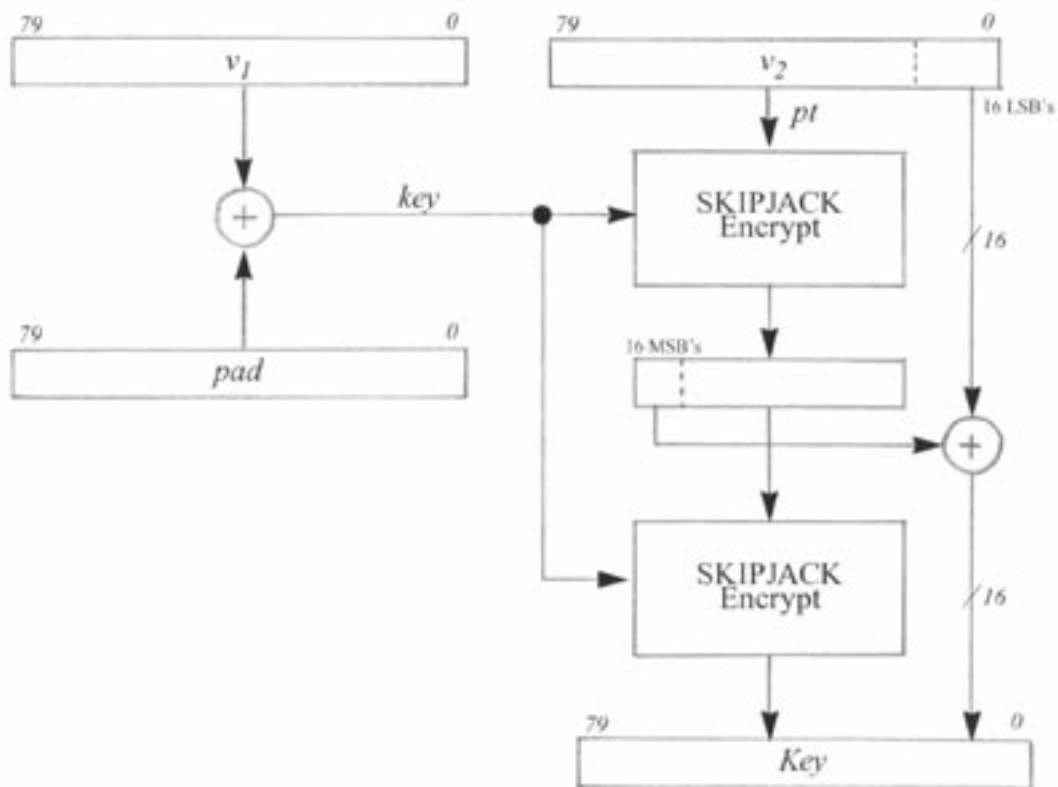 79 0
v1
79 0
v2
16 LSB's
pt
SKIPJACK
Encrypt
key
16
79 0
pad
16 MSB's
SKIPJACK
Encrypt
16
79 0
Key